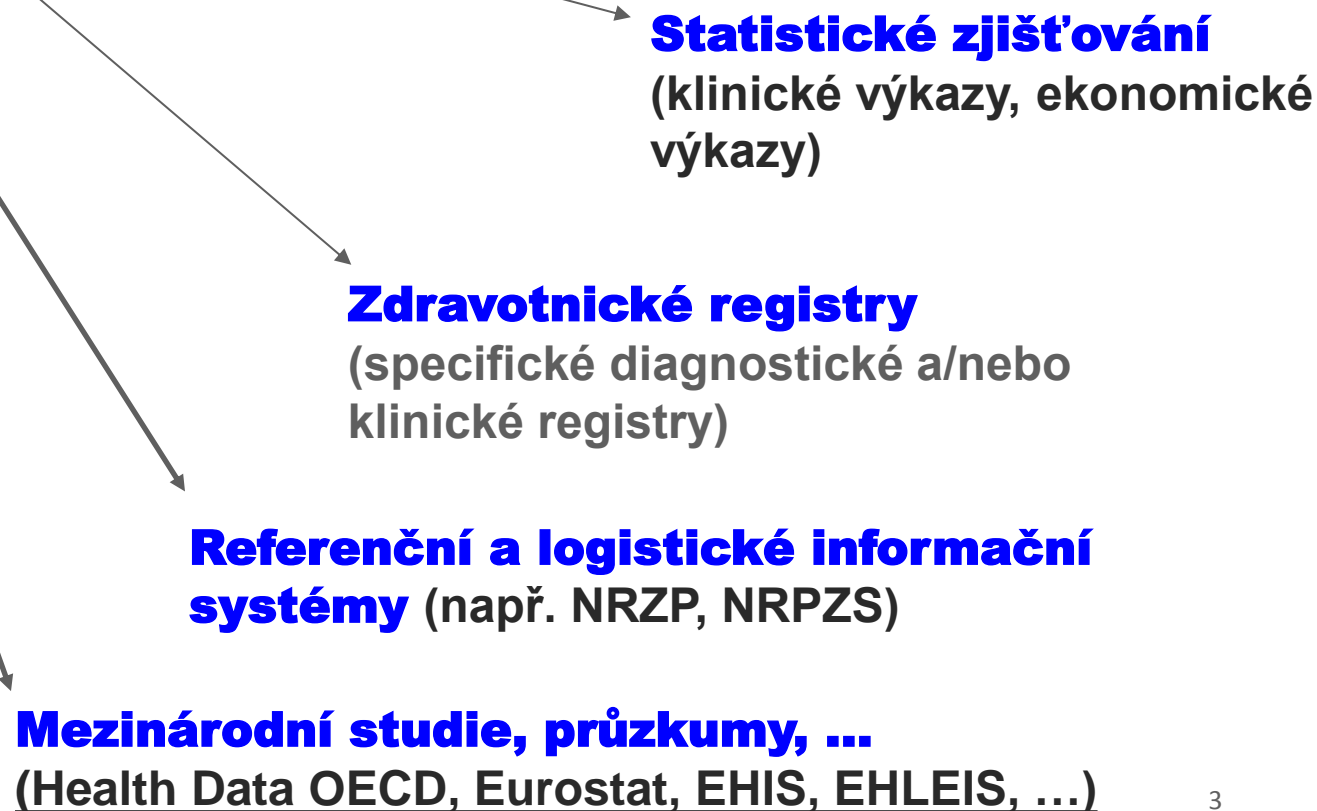 Statistické zjišťování
(klinické výkazy, ekonomické
výkazy)
Zdravotnické registry
(specifické diagnostické a/nebo
klinické registry)
Referenční a logistické informační
systémy (např. NRZP, NRPZS)
Mezinárodní studie, průzkumy, ...
(Health Data OECD, Eurostat, EHIS, EHLEIS, ...)
3